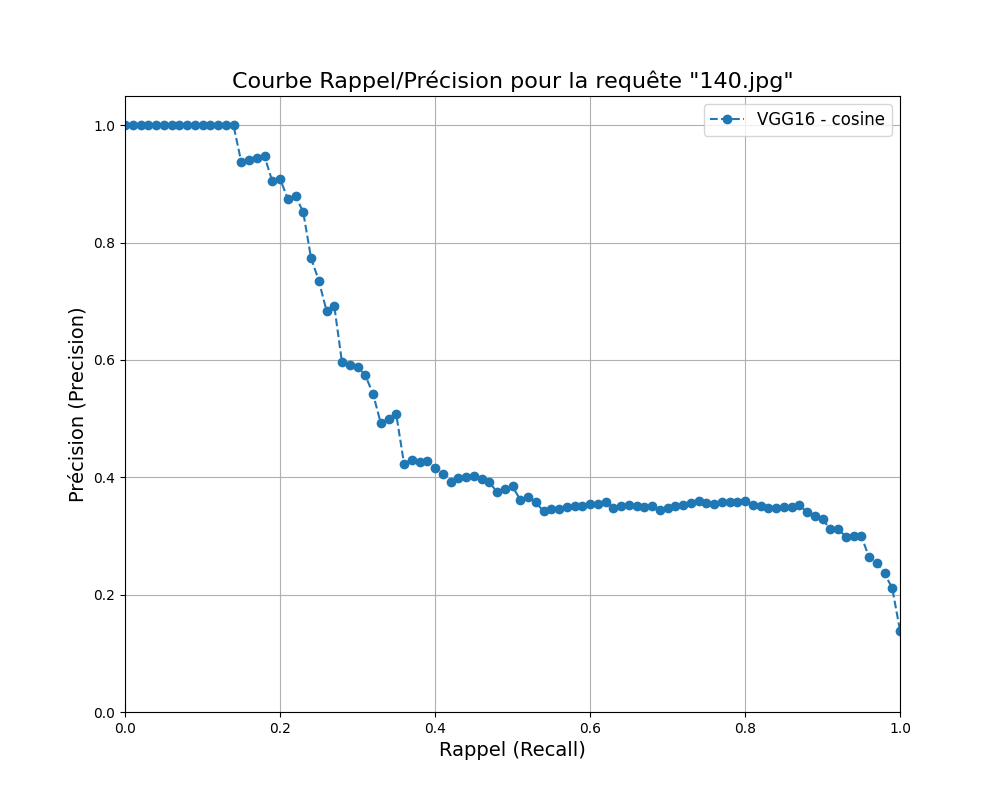 Courbe Rappel/Précision pour la requête "140.jpg"
VGG16 - cosine
Précision (Precision)
1.0
0.8
0.6
0.4
0.2
0.0
0.0 0.2 0.4 0.6 0.8 1.0
Rappel (Recall)